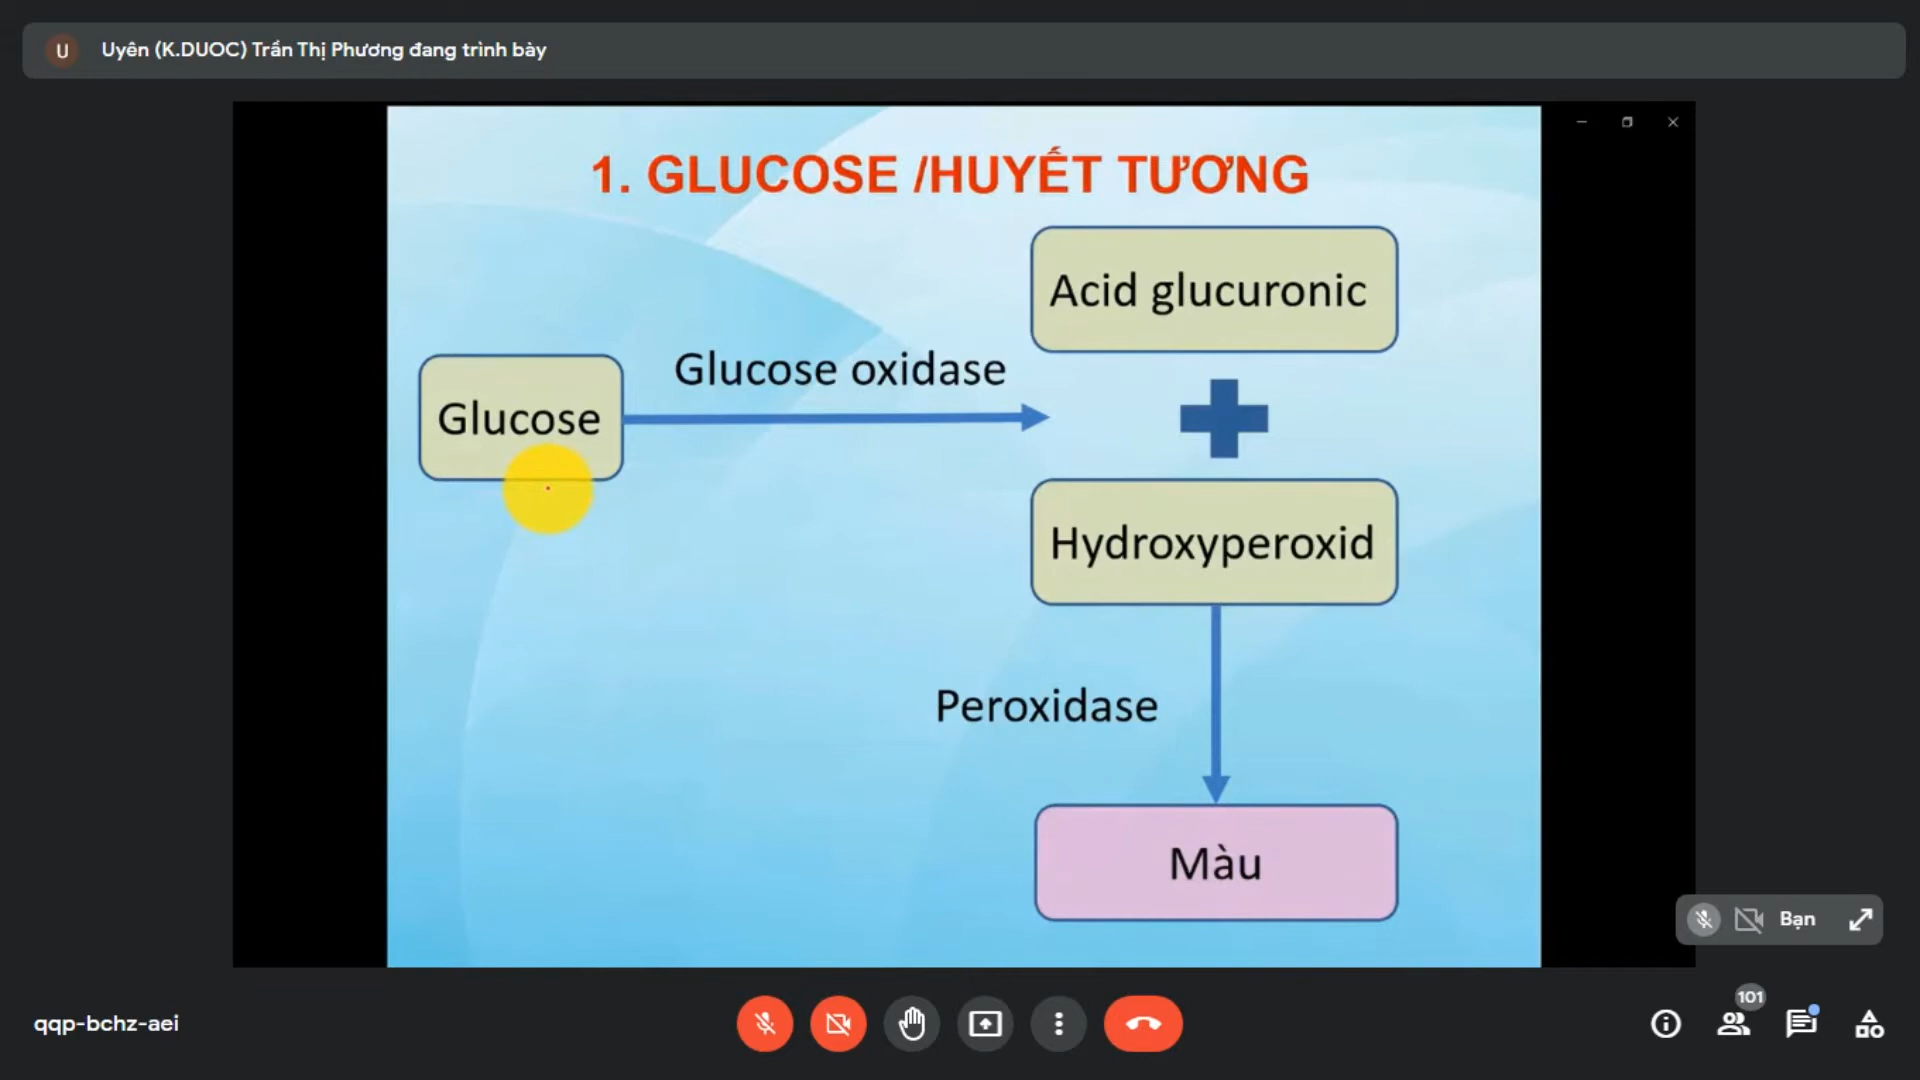 U
Uyên (K.DUOC) Trần Thị Phương đang trình bày
1. GLUCOSE /HUYẾT TƯƠNG
Acid glucuronic
Glucose oxidase
Glucose
Hydroxyperoxid
Peroxidase
Màu
Bạn
101
qqp-bchz-aei